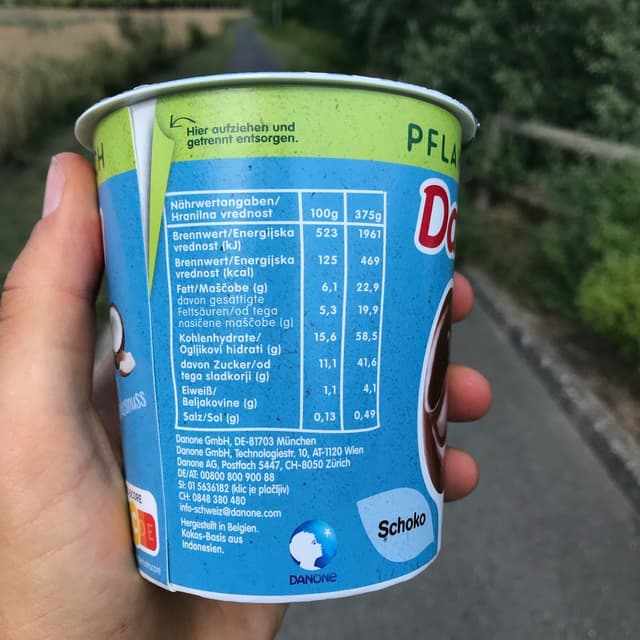 Hier aufziehen und
getrennt entsorgen.
PFLA
H
Da
Nährwertangaben/
Hranilna vrednost 100g 375g
Brennwert/Energijska
vrednost (kJ) 523 1961
Brennwert/Energijska
vrednost (kcal) 125 469
Fett/Maščobe (g) 6,1 22,9
davon gesättigte
Fettsäuren/od tega
nasičene maščobe (g) 5,3 19,9
Kohlenhydrate/
Ogljikovi hidrati (g) 15,6 58,5
davon Zucker/od
tega sladkorji (g) 11,1 41,6
Eiweiß/
Beljakovine (g) 1,1 4,1
Salz/Sol (g) 0,13 0,49
Danone GmbH, DE-81703 München
Danone GmbH, Technologiestr. 10, AT-1120 Wien
Danone AG, Postfach 5447, CH-8050 Zürich
DE/AT: 00800 800 900 88
SI: 01 5636182 (klic je plačljiv)
CH: 0848 380 480
info-schweiz@danone.com
Hergestellt in Belgien.
Kokos-Basis aus
Indonesien.
DANONE
Schoko